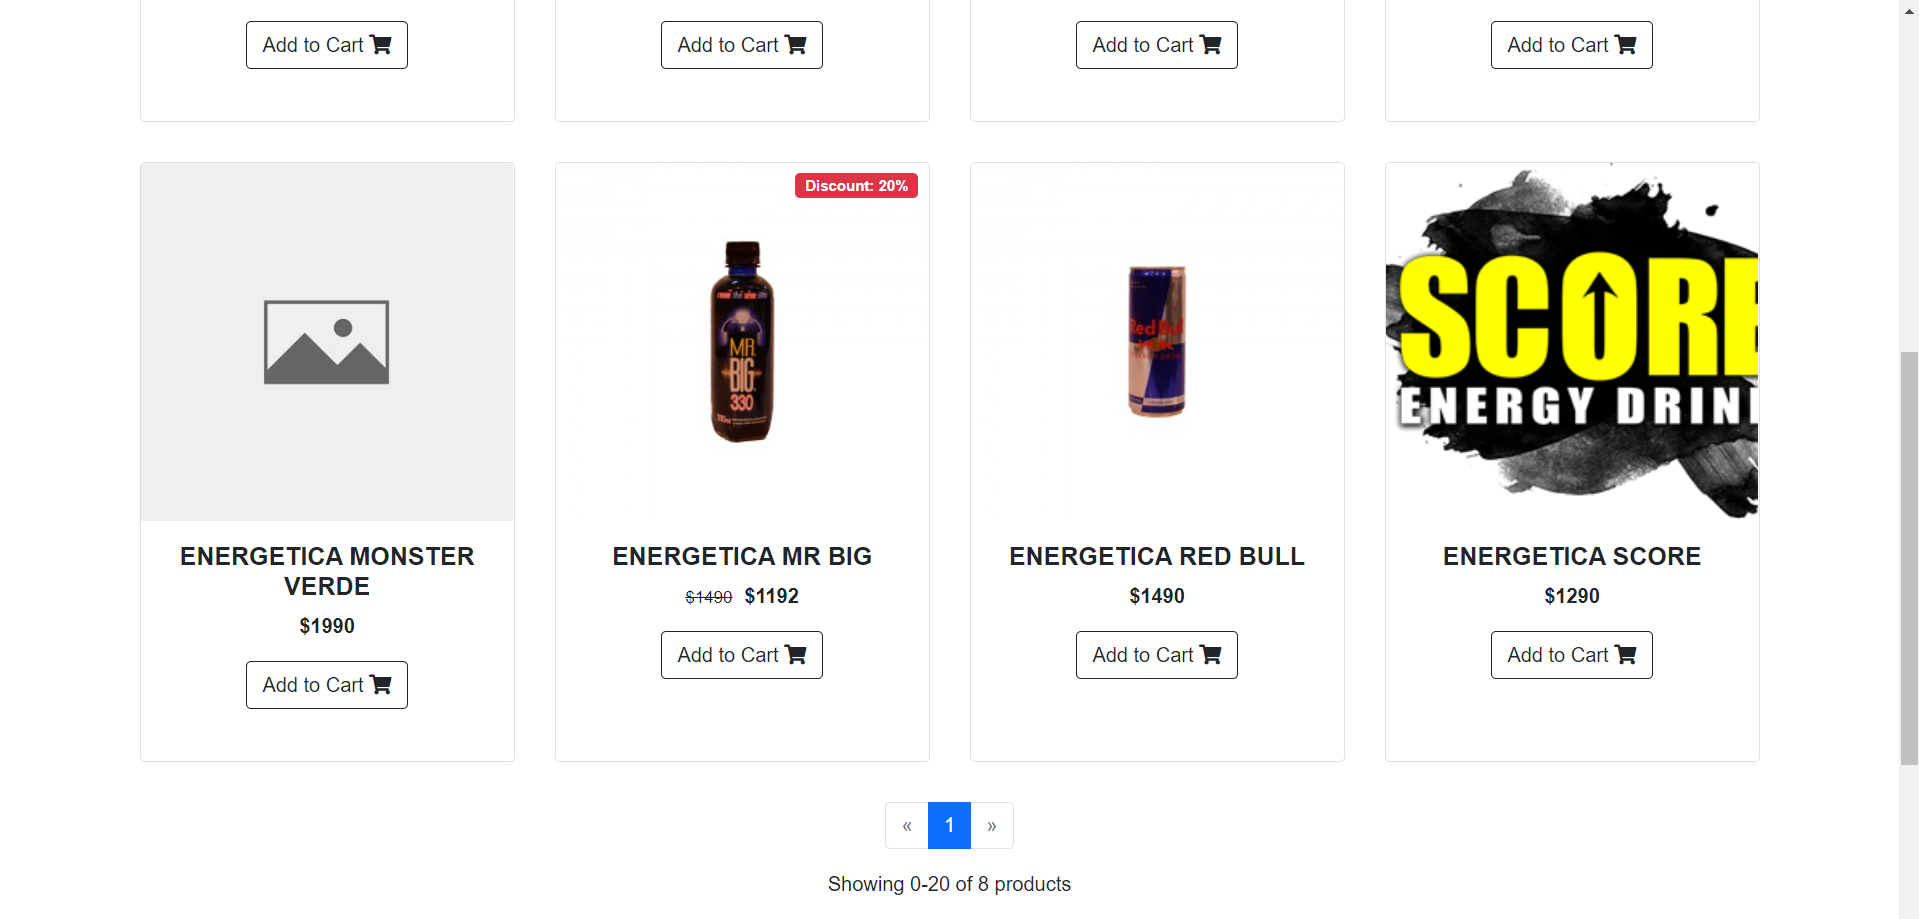 Add to Cart
Add to Cart
Add to Cart
Add to Cart
Discount: 20%
MR.
BIG
330
Red Bull
ENERGY DRINK
SCORE
ENERGY DRIN
ENERGETICA MONSTER
VERDE
$1990
Add to Cart
ENERGETICA MR BIG
$1490 $1192
Add to Cart
ENERGETICA RED BULL
$1490
Add to Cart
ENERGETICA SCORE
$1290
Add to Cart
« 1 »
Showing 0-20 of 8 products